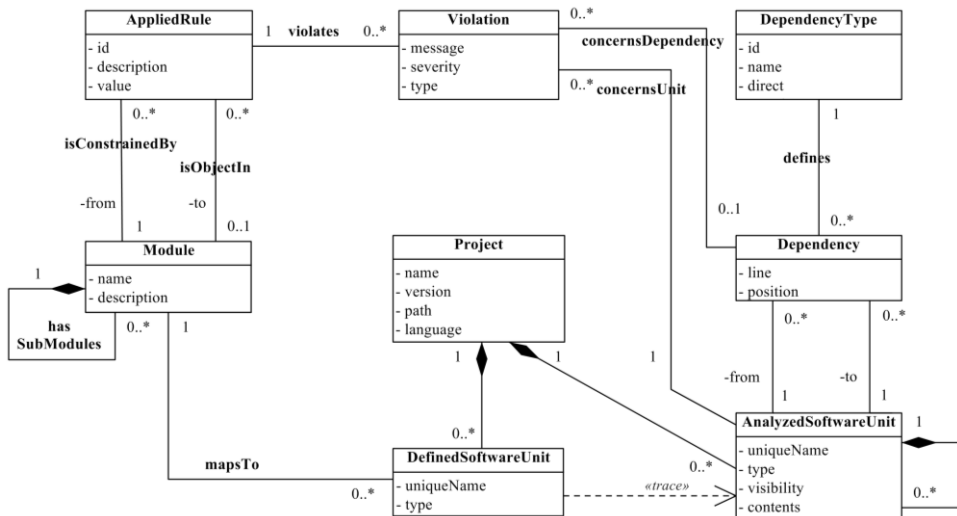 AppliedRule
- id
- description
- value
1
violates
0..*
Violation
- message
- severity
- type
0..*
concernsDependency
0..*
concernsUnit
DependencyType
- id
- name
- direct
1
defines
0..*
0..1
0..*
0..*
isConstrainedBy
isObjectIn
-from
-to
1
0..1
Module
- name
- description
1
0..*
has
SubModules
1
mapsTo
0..*
Project
- name
- version
- path
- language
1
1
0..*
0..*
1
Dependency
- line
- position
0..*
0..*
-from
-to
1
1
DefinedSoftwareUnit
- uniqueName
- type
«trace»
AnalyzedSoftwareUnit
- uniqueName
- type
- visibility
- contents
1
0..*